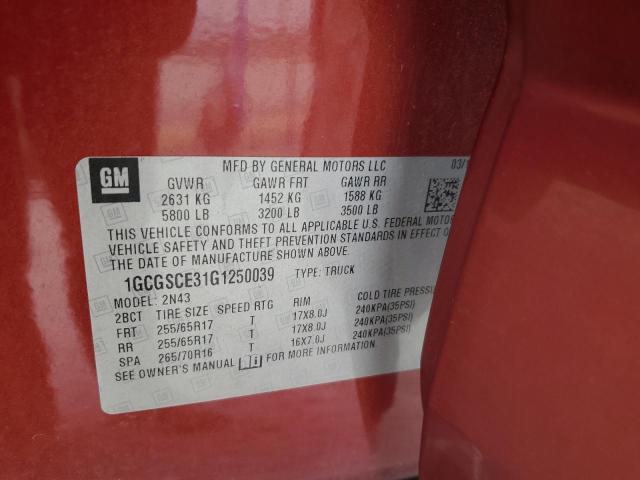 GM
MFD BY GENERAL MOTORS LLC 03/
GVWR GAWR FRT GAWR RR
2631 KG 1452 KG 1588 KG
5800 LB 3200 LB 3500 LB
THIS VEHICLE CONFORMS TO ALL APPLICABLE U.S. FEDERAL MOTOR
VEHICLE SAFETY AND THEFT PREVENTION STANDARDS IN EFFECT
THE DATE OF MANUFACTURE SHOWN ABOVE.
1GCGSCE31G1250039 TYPE: TRUCK
MODEL: 2N43
2BCT TIRE SIZE SPEED RTG RIM COLD TIRE
FRT 255/65R17 T 17X8.0J 240KPA(35PSI)
RR 255/65R17 T 17X8.0J 240KPA(35PSI)
SPA 265/70R16 T 16X7.0J 240KPA(35PSI)
SEE OWNER'S MANUAL FOR MORE INFORMATION.